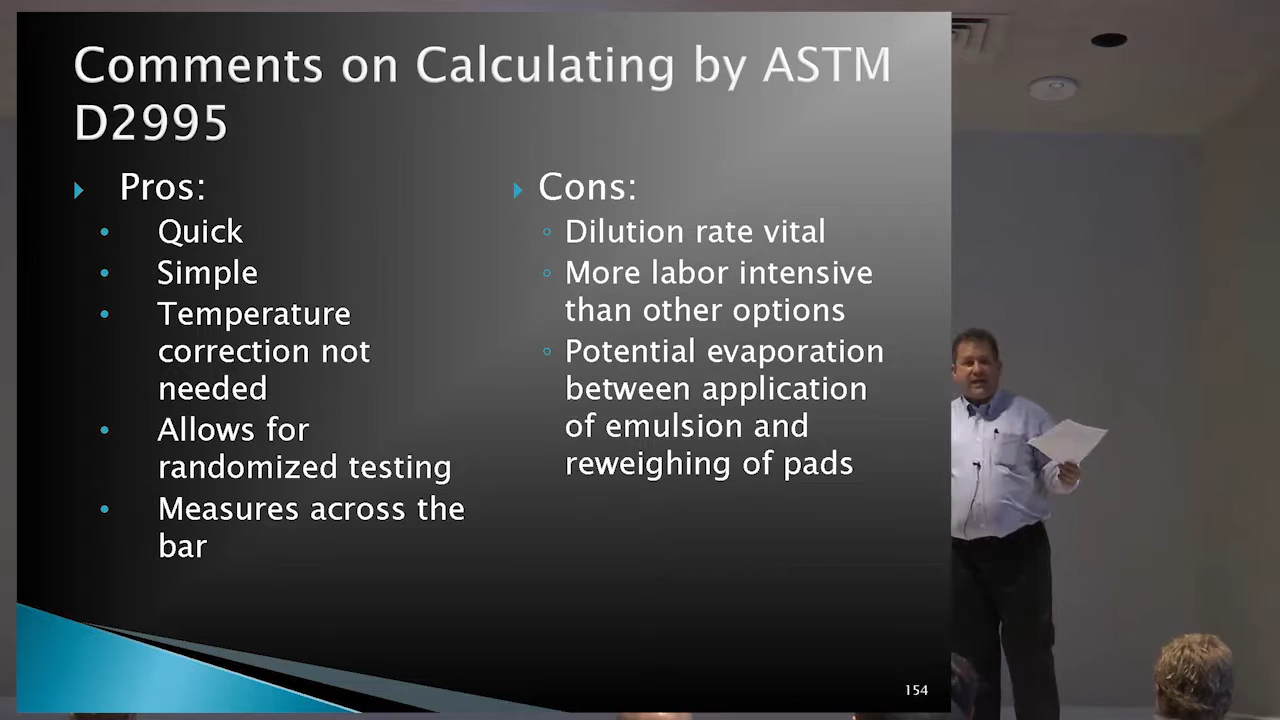 Comments on Calculating by ASTM
D2995
Pros:
Quick
Simple
Temperature
correction not
needed
Allows for
randomized testing
Measures across the
bar
Cons:
Dilution rate vital
More labor intensive
than other options
Potential evaporation
between application
of emulsion and
reweighing of pads
154